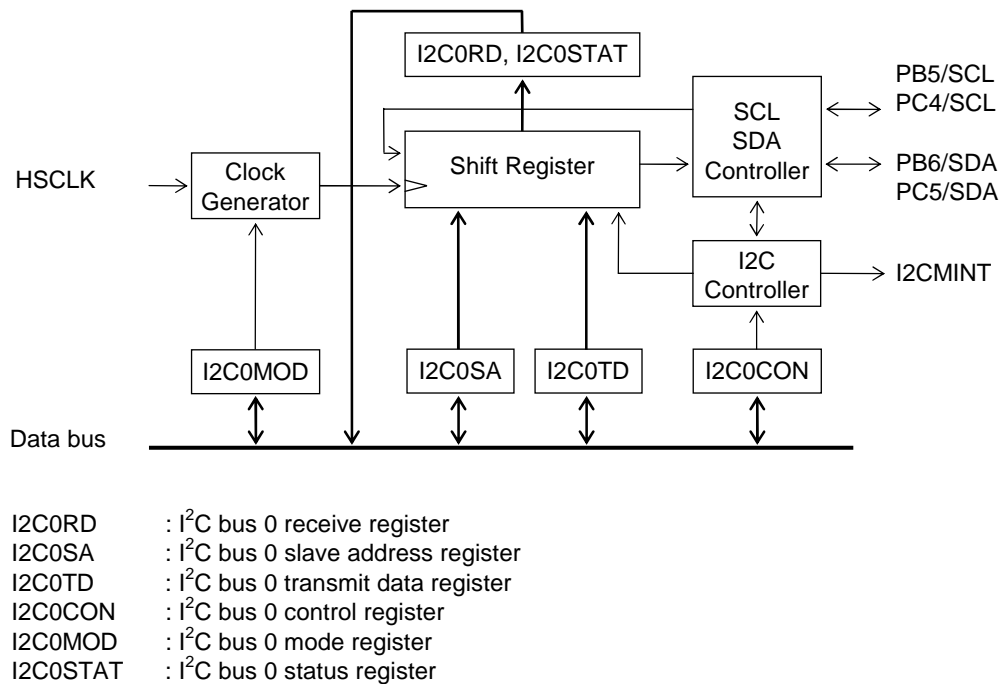 I2C0RD, I2C0STAT
PB5/SCL
PC4/SCL
SCL
SDA
Controller
HSCLK
Clock
Generator
Shift Register
PB6/SDA
PC5/SDA
I2C
Controller
I2CMINT
I2C0MOD
I2C0SA
I2C0TD
I2C0CON
Data bus
I2C0RD : I²C bus 0 receive register
I2C0SA : I²C bus 0 slave address register
I2C0TD : I²C bus 0 transmit data register
I2C0CON : I²C bus 0 control register
I2C0MOD : I²C bus 0 mode register
I2C0STAT : I²C bus 0 status register